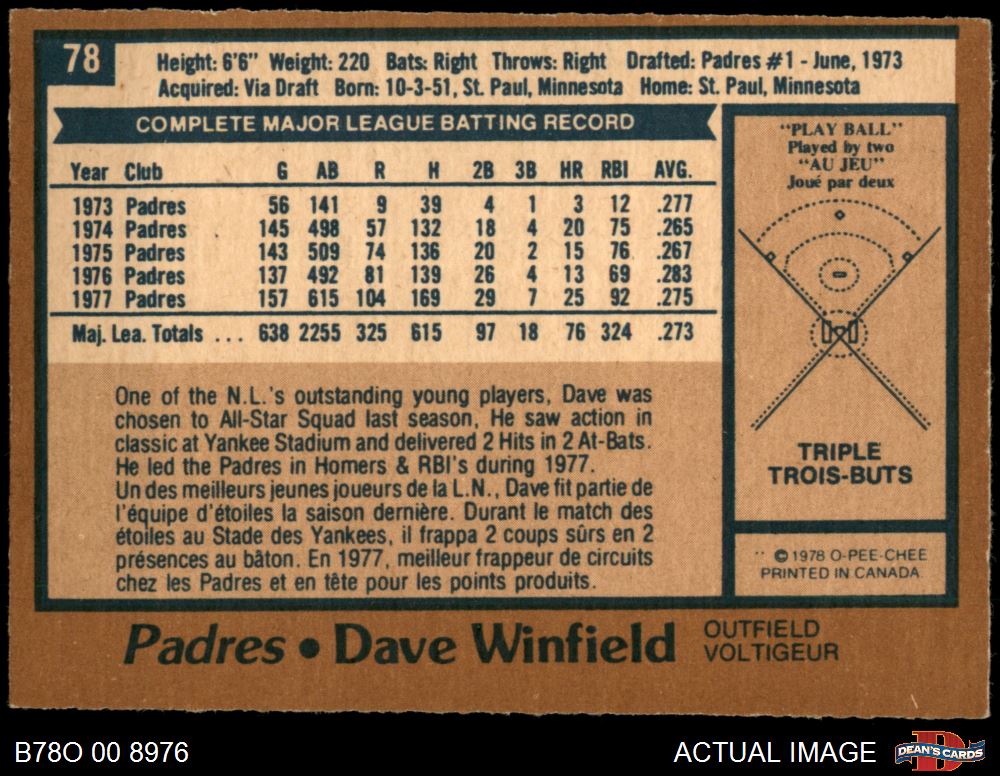 78
Height: 6'6" Weight: 220 Bats: Right Throws: Right Drafted: Padres #1 - June, 1973
Acquired: Via Draft Born: 10-3-51, St. Paul, Minnesota Home: St. Paul, Minnesota
COMPLETE MAJOR LEAGUE BATTING RECORD
Year Club G AB R H 2B 3B HR RBI AVG.
1973 Padres 56 141 9 39 4 1 3 12 .277
1974 Padres 145 498 57 132 18 4 20 75 .265
1975 Padres 143 509 74 136 20 2 15 76 .267
1976 Padres 137 492 81 139 26 4 13 69 .283
1977 Padres 157 615 104 169 29 7 25 92 .275
Maj. Lea. Totals ... 638 2255 325 615 97 18 76 324 .273
One of the N.L.'s outstanding young players, Dave was
chosen to All-Star Squad last season, He saw action in
classic at Yankee Stadium and delivered 2 Hits in 2 At-Bats.
He led the Padres in Homers & RBI's during 1977.
Un des meilleurs jeunes joueurs de la L.N., Dave fit partie de
l'équipe d'étoiles la saison dernière. Durant le match des
étoiles au Stade des Yankees, il frappa 2 coups sûrs en 2
présences au bâton. En 1977, meilleur frappeur de circuits
chez les Padres et en tête pour les points produits.
"PLAY BALL"
Played by two
"AU JEU"
Joué par deux
TRIPLE
TROIS-BUTS
© 1978 O-PEE-CHEE
PRINTED IN CANADA
Padres • Dave Winfield
OUTFIELD
VOLTIGEUR
B78O 00 8976
ACTUAL IMAGE
DEAN'S CARDS